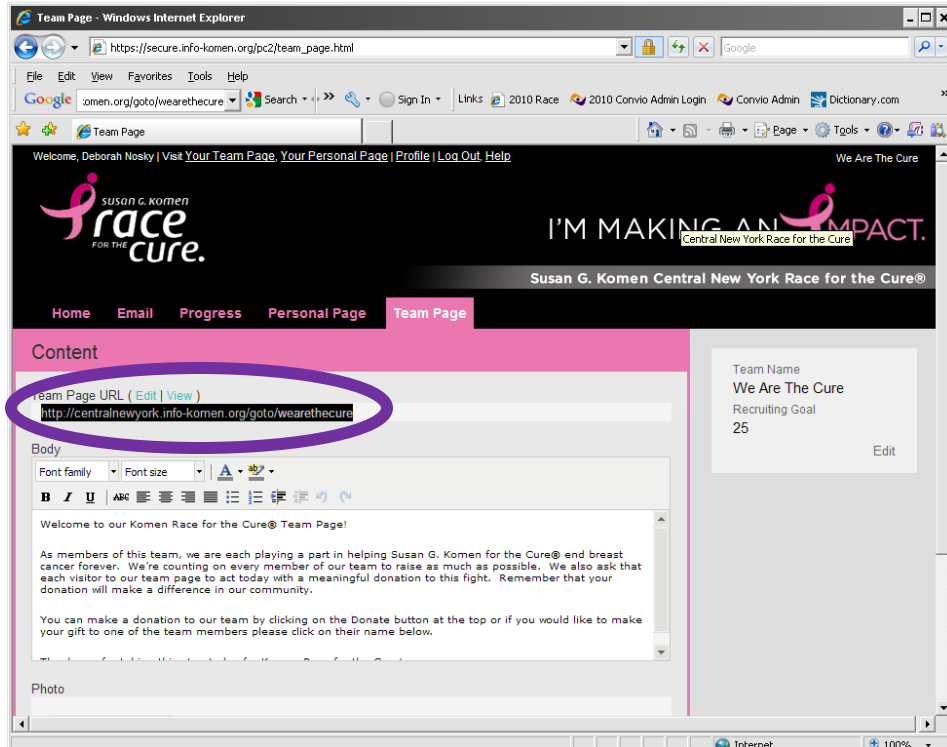 Team Page - Windows Internet Explorer
https://secure.info-komen.org/pc2/team_page.html
Google
File Edit View Favorites Tools Help
Google :omen.org/goto/wearethecure Search Sign In Links 2010 Race 2010 Convio Admin Login Convio Admin Dictionary.com
Team Page Page Tools
Welcome, Deborah Nosky | Visit Your Team Page, Your Personal Page | Profile | Log Out, Help
We Are The Cure
SUSAN G. KOMEN
race
FOR THE CURE.
I'M MAKING AN IMPACT.
Central New York Race for the Cure
Susan G. Komen Central New York Race for the Cure®
Home Email Progress Personal Page Team Page
Content
Team Page URL ( Edit | View )
http://centralnewyork.info-komen.org/goto/wearethecure
Team Name
We Are The Cure
Recruiting Goal
25
Edit
Body
Font family Font size A ab
B I U ABC
Welcome to our Komen Race for the Cure® Team Page!
As members of this team, we are each playing a part in helping Susan G. Komen for the Cure® end breast
cancer forever. We're counting on every member of our team to raise as much as possible. We also ask that
each visitor to our team page to act today with a meaningful donation to this fight. Remember that your
donation will make a difference in our community.
You can make a donation to our team by clicking on the Donate button at the top or if you would like to make
your gift to one of the team members please click on their name below.
Photo
Internet 100%